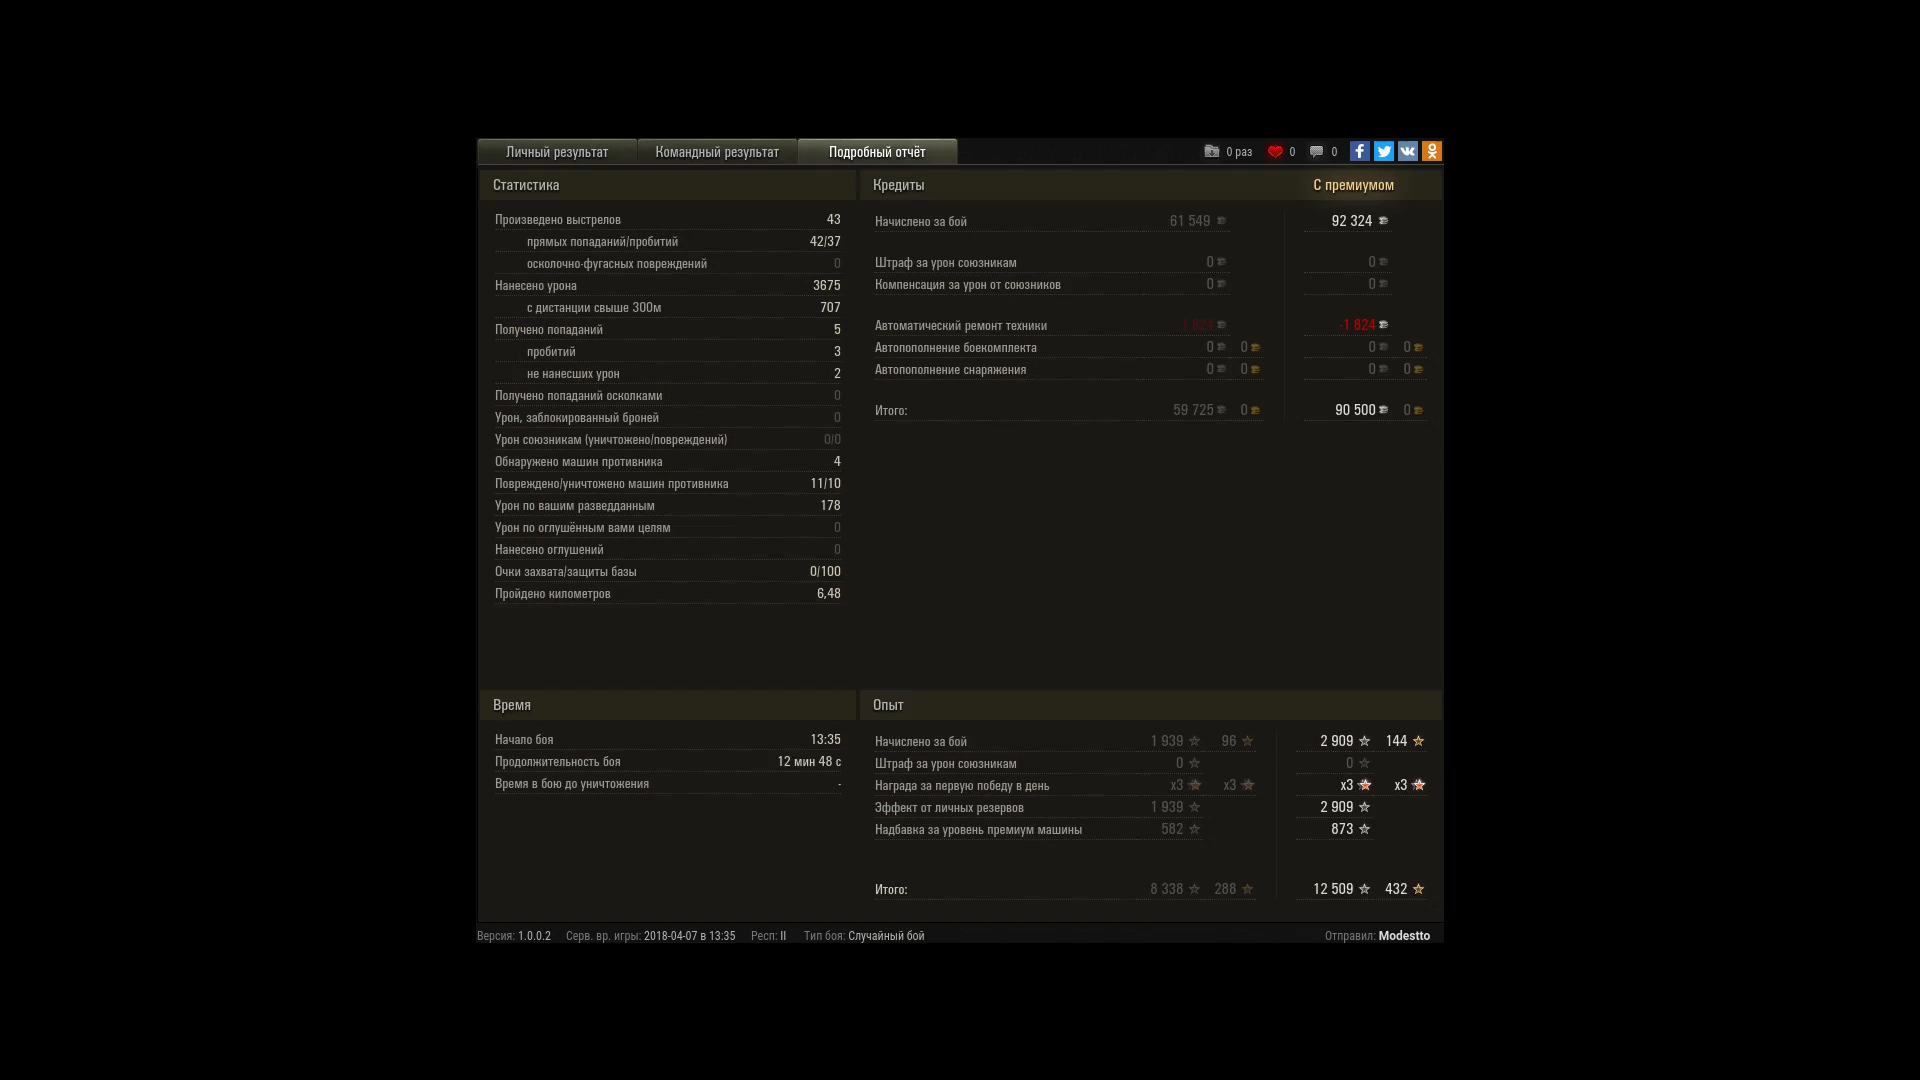 Личный результат Командный результат Подробный отчёт 0 раз 0 0
Статистика
Произведено выстрелов 43
прямых попаданий/пробитий 42/37
осколочно-фугасных повреждений 0
Нанесено урона 3675
с дистанции свыше 300м 707
Получено попаданий 5
пробитий 3
не нанесших урон 2
Получено попаданий осколками 0
Урон, заблокированный броней 0
Урон союзникам (уничтожено/повреждений) 0/0
Обнаружено машин противника 4
Повреждено/уничтожено машин противника 11/10
Урон по вашим разведданным 178
Урон по оглушённым вами целям 0
Нанесено оглушений 0
Очки захвата/защиты базы 0/100
Пройдено километров 6,48
Кредиты С премиумом
Начислено за бой 61 549 92 324
Штраф за урон союзникам 0 0
Компенсация за урон от союзников 0 0
Автоматический ремонт техники -1 824 -1 824
Автопополнение боекомплекта 0 0 0 0
Автопополнение снаряжения 0 0 0 0
Итого: 59 725 0 90 500 0
Время
Начало боя 13:35
Продолжительность боя 12 мин 48 с
Время в бою до уничтожения -
Опыт
Начислено за бой 1 939 96 2 909 144
Штраф за урон союзникам 0 0
Награда за первую победу в день x3 x3 x3 x3
Эффект от личных резервов 1 939 2 909
Надбавка за уровень премиум машины 582 873
Итого: 8 338 288 12 509 432
Версия: 1.0.0.2 Серв. вр. игры: 2018-04-07 в 13:35 Респ: II Тип боя: Случайный бой Отправил: Modestto